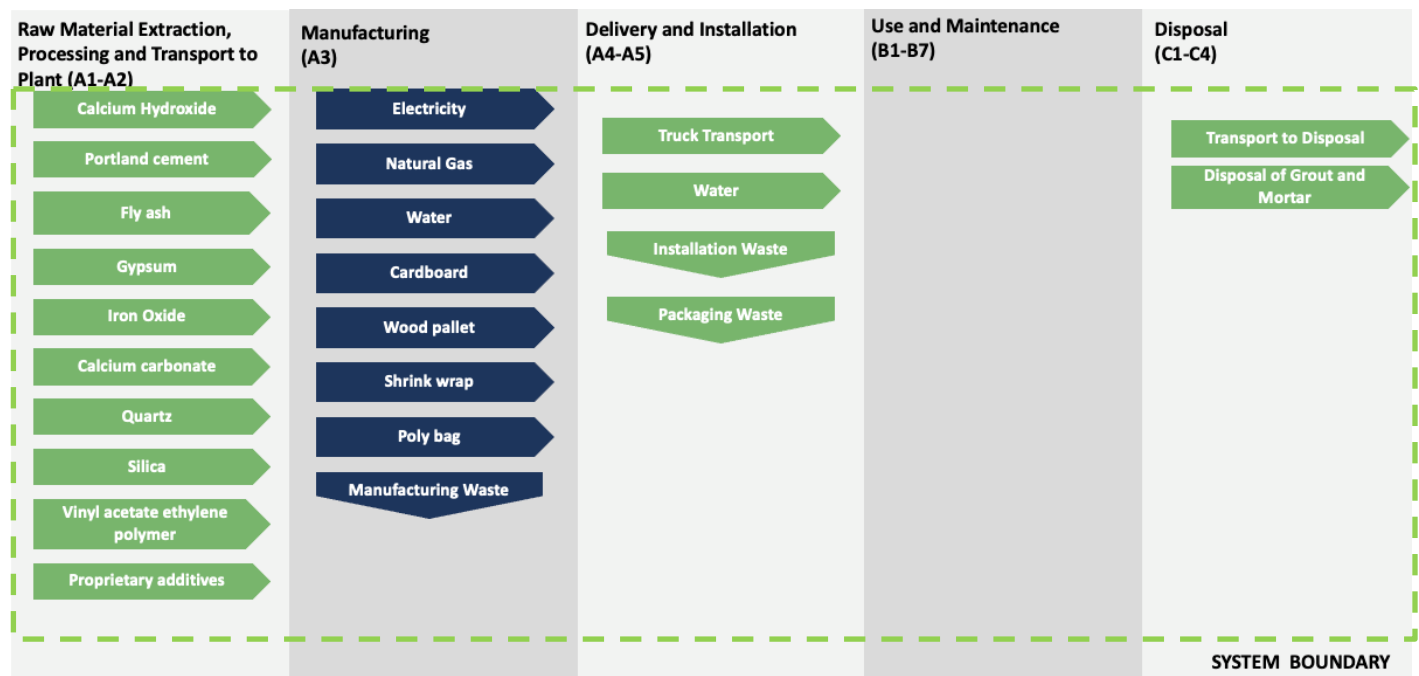 Raw Material Extraction,
Processing and Transport to
Plant (A1-A2)
Calcium Hydroxide
Portland cement
Fly ash
Gypsum
Iron Oxide
Calcium carbonate
Quartz
Silica
Vinyl acetate ethylene
polymer
Proprietary additives
Manufacturing
(A3)
Electricity
Natural Gas
Water
Cardboard
Wood pallet
Shrink wrap
Poly bag
Manufacturing Waste
Delivery and Installation
(A4-A5)
Truck Transport
Water
Installation Waste
Packaging Waste
Use and Maintenance
(B1-B7)
Disposal
(C1-C4)
Transport to Disposal
Disposal of Grout and
Mortar
SYSTEM BOUNDARY